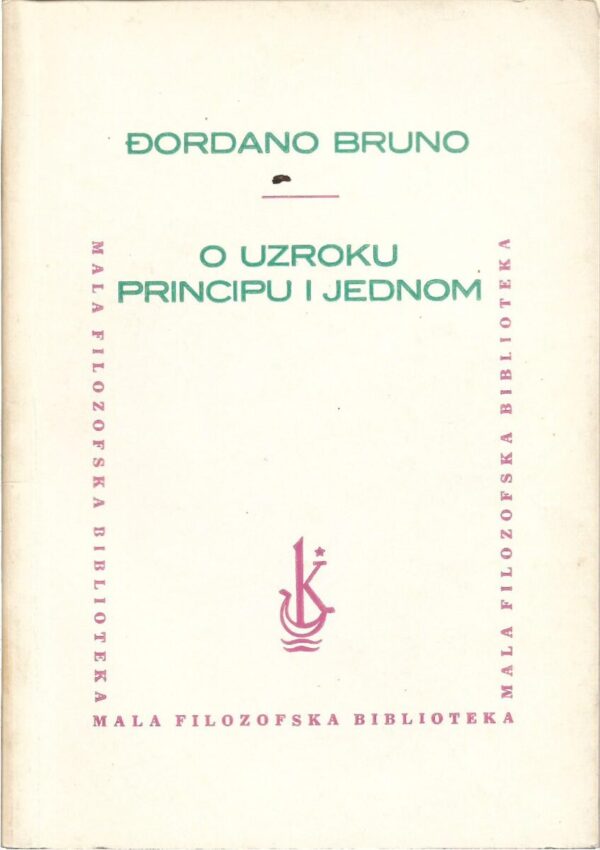 ĐORDANO BRUNO
O UZROKU
PRINCIPU I JEDNOM
MALA FILOZOFSKA BIBLIOTEKA
MALA FILOZOFSKA BIBLIOTEKA
MALA FILOZOFSKA BIBLIOTEKA
K